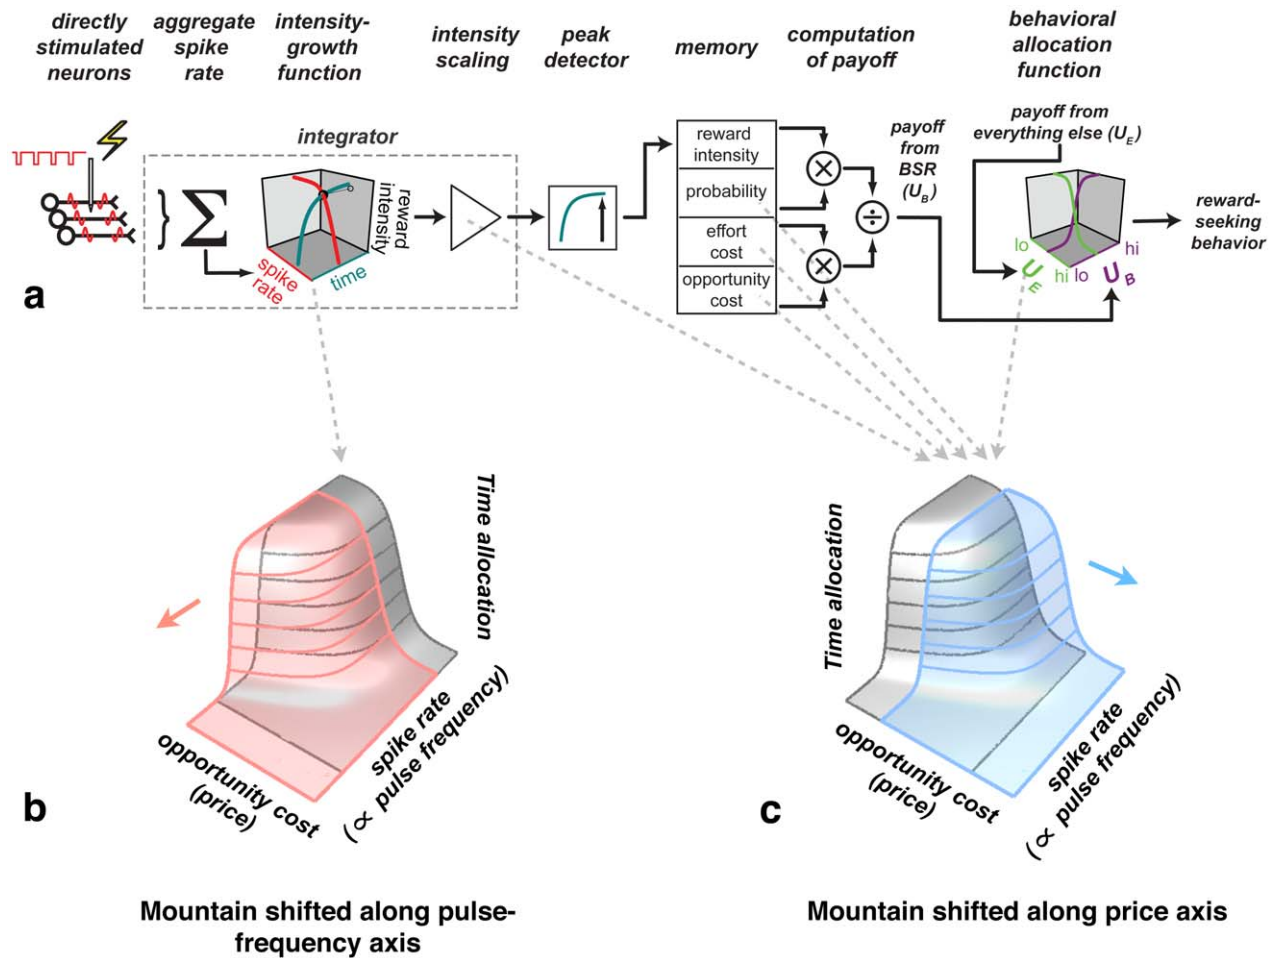 directly
stimulated
neurons
aggregate
spike
rate
intensity-
growth
function
intensity
scaling
peak
detector
memory
computation
of payoff
behavioral
allocation
function
integrator
Σ
spike
rate
time
reward
intensity
reward
intensity
probability
effort
cost
opportunity
cost
×
×
÷
payoff
from
BSR
(U_B)
payoff from
everything else (U_E)
lo
hi
lo
hi
U_E
U_B
reward-
seeking
behavior
a
Time allocation
opportunity cost
(price)
spike rate
(∝ pulse frequency)
b
Mountain shifted along pulse-
frequency axis
Time allocation
opportunity cost
(price)
spike rate
(∝ pulse frequency)
c
Mountain shifted along price axis